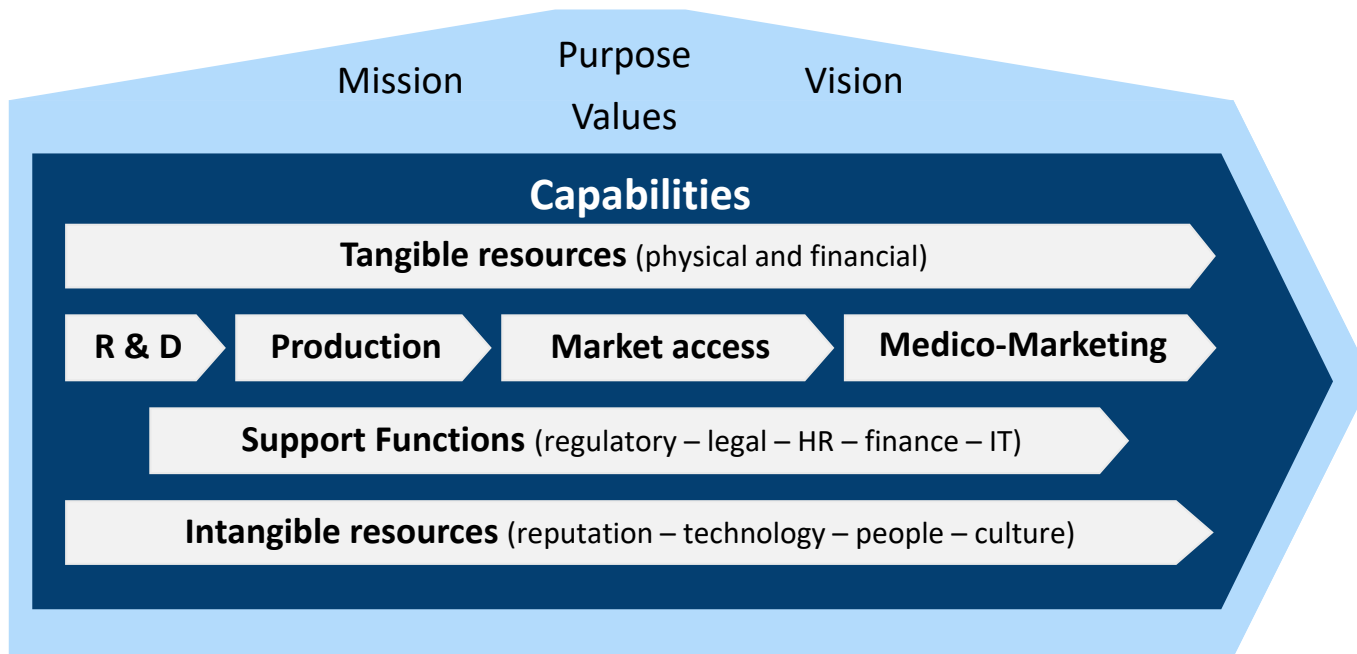 Mission
Purpose
Vision
Values
Capabilities
Tangible resources (physical and financial)
R & D
Production
Market access
Medico-Marketing
Support Functions (regulatory – legal – HR – finance – IT)
Intangible resources (reputation – technology – people – culture)